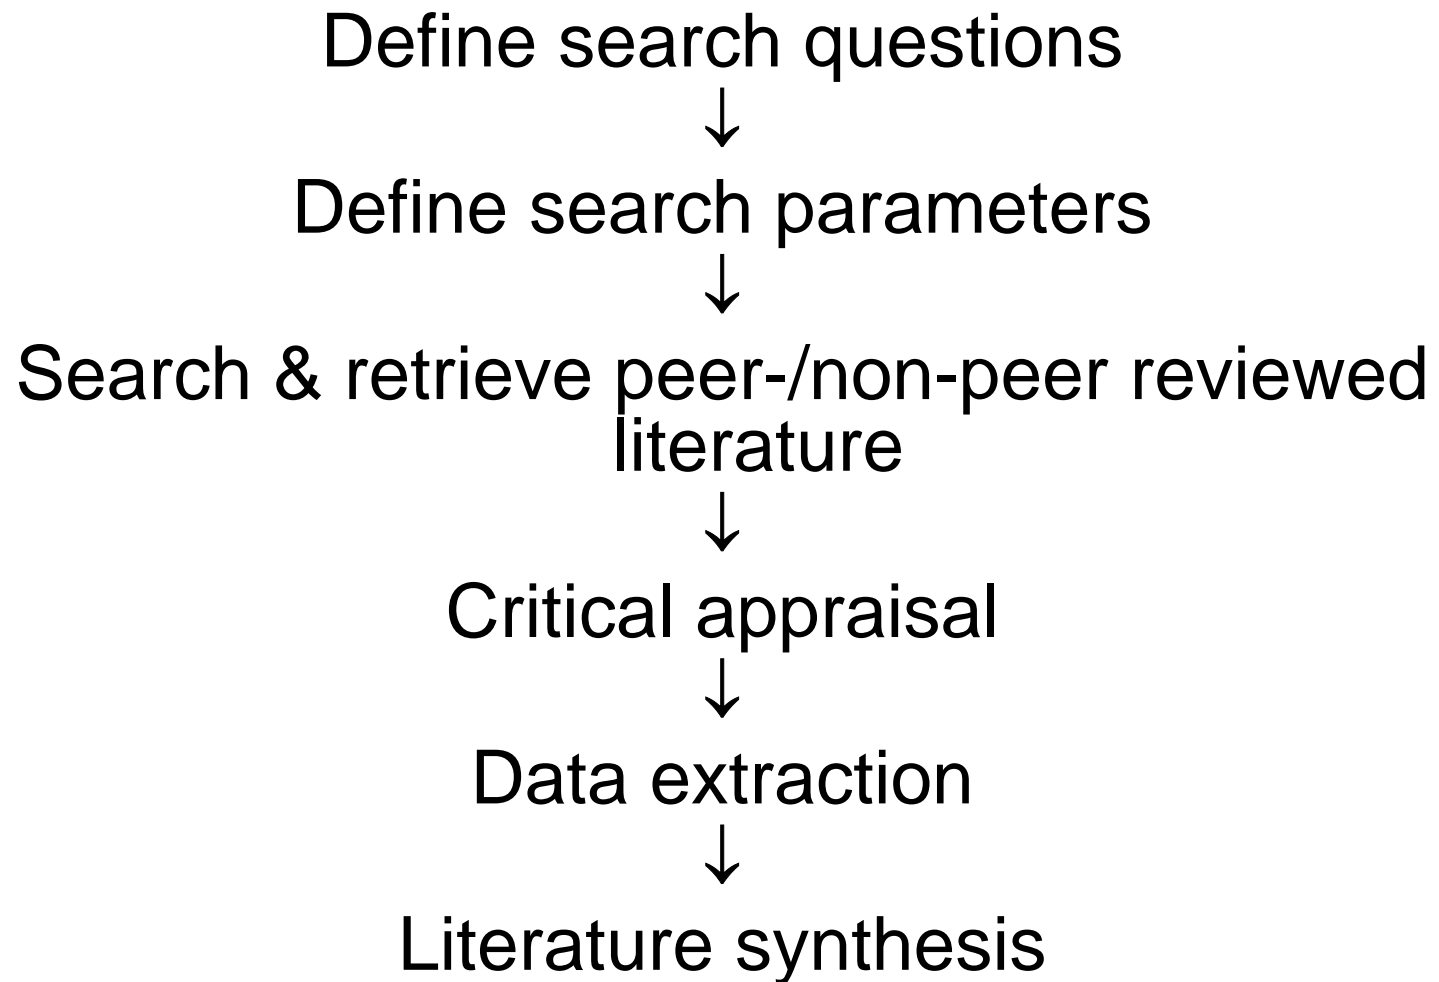 Define search questions
↓
Define search parameters
↓
Search & retrieve peer-/non-peer reviewed
literature
↓
Critical appraisal
↓
Data extraction
↓
Literature synthesis